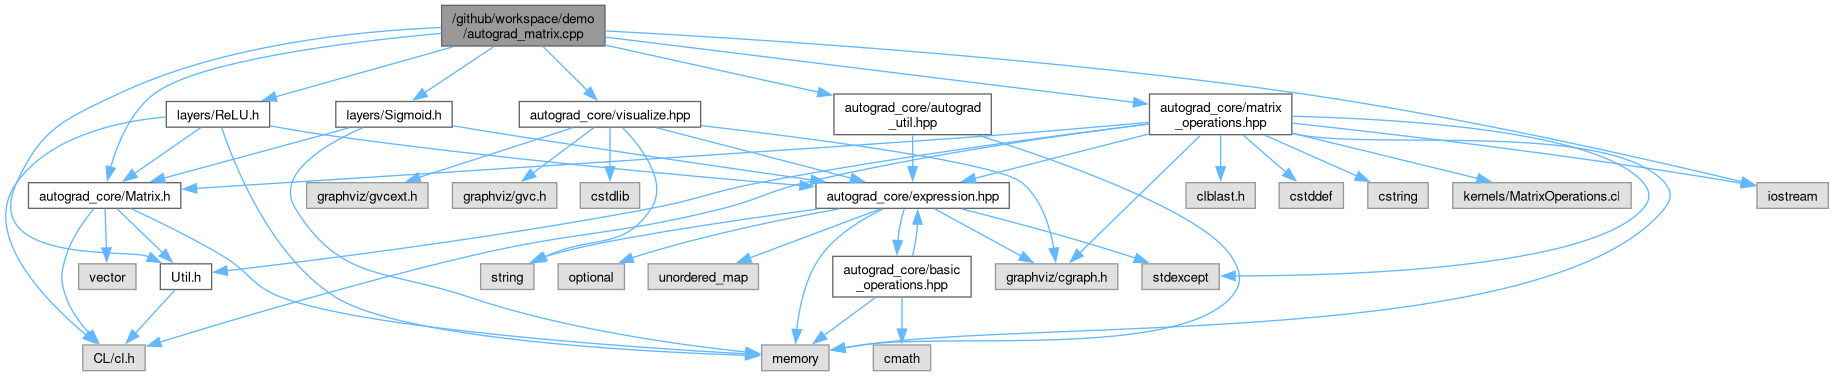 /github/workspace/demo
/autograd_matrix.cpp
layers/ReLU.h
layers/Sigmoid.h
autograd_core/visualize.hpp
autograd_core/autograd
_util.hpp
autograd_core/matrix
_operations.hpp
autograd_core/Matrix.h
graphviz/gvcext.h
graphviz/gvc.h
cstdlib
autograd_core/expression.hpp
clblast.h
cstddef
cstring
kernels/MatrixOperations.cl
iostream
vector
Util.h
string
optional
unordered_map
autograd_core/basic
_operations.hpp
graphviz/cgraph.h
stdexcept
CL/cl.h
memory
cmath